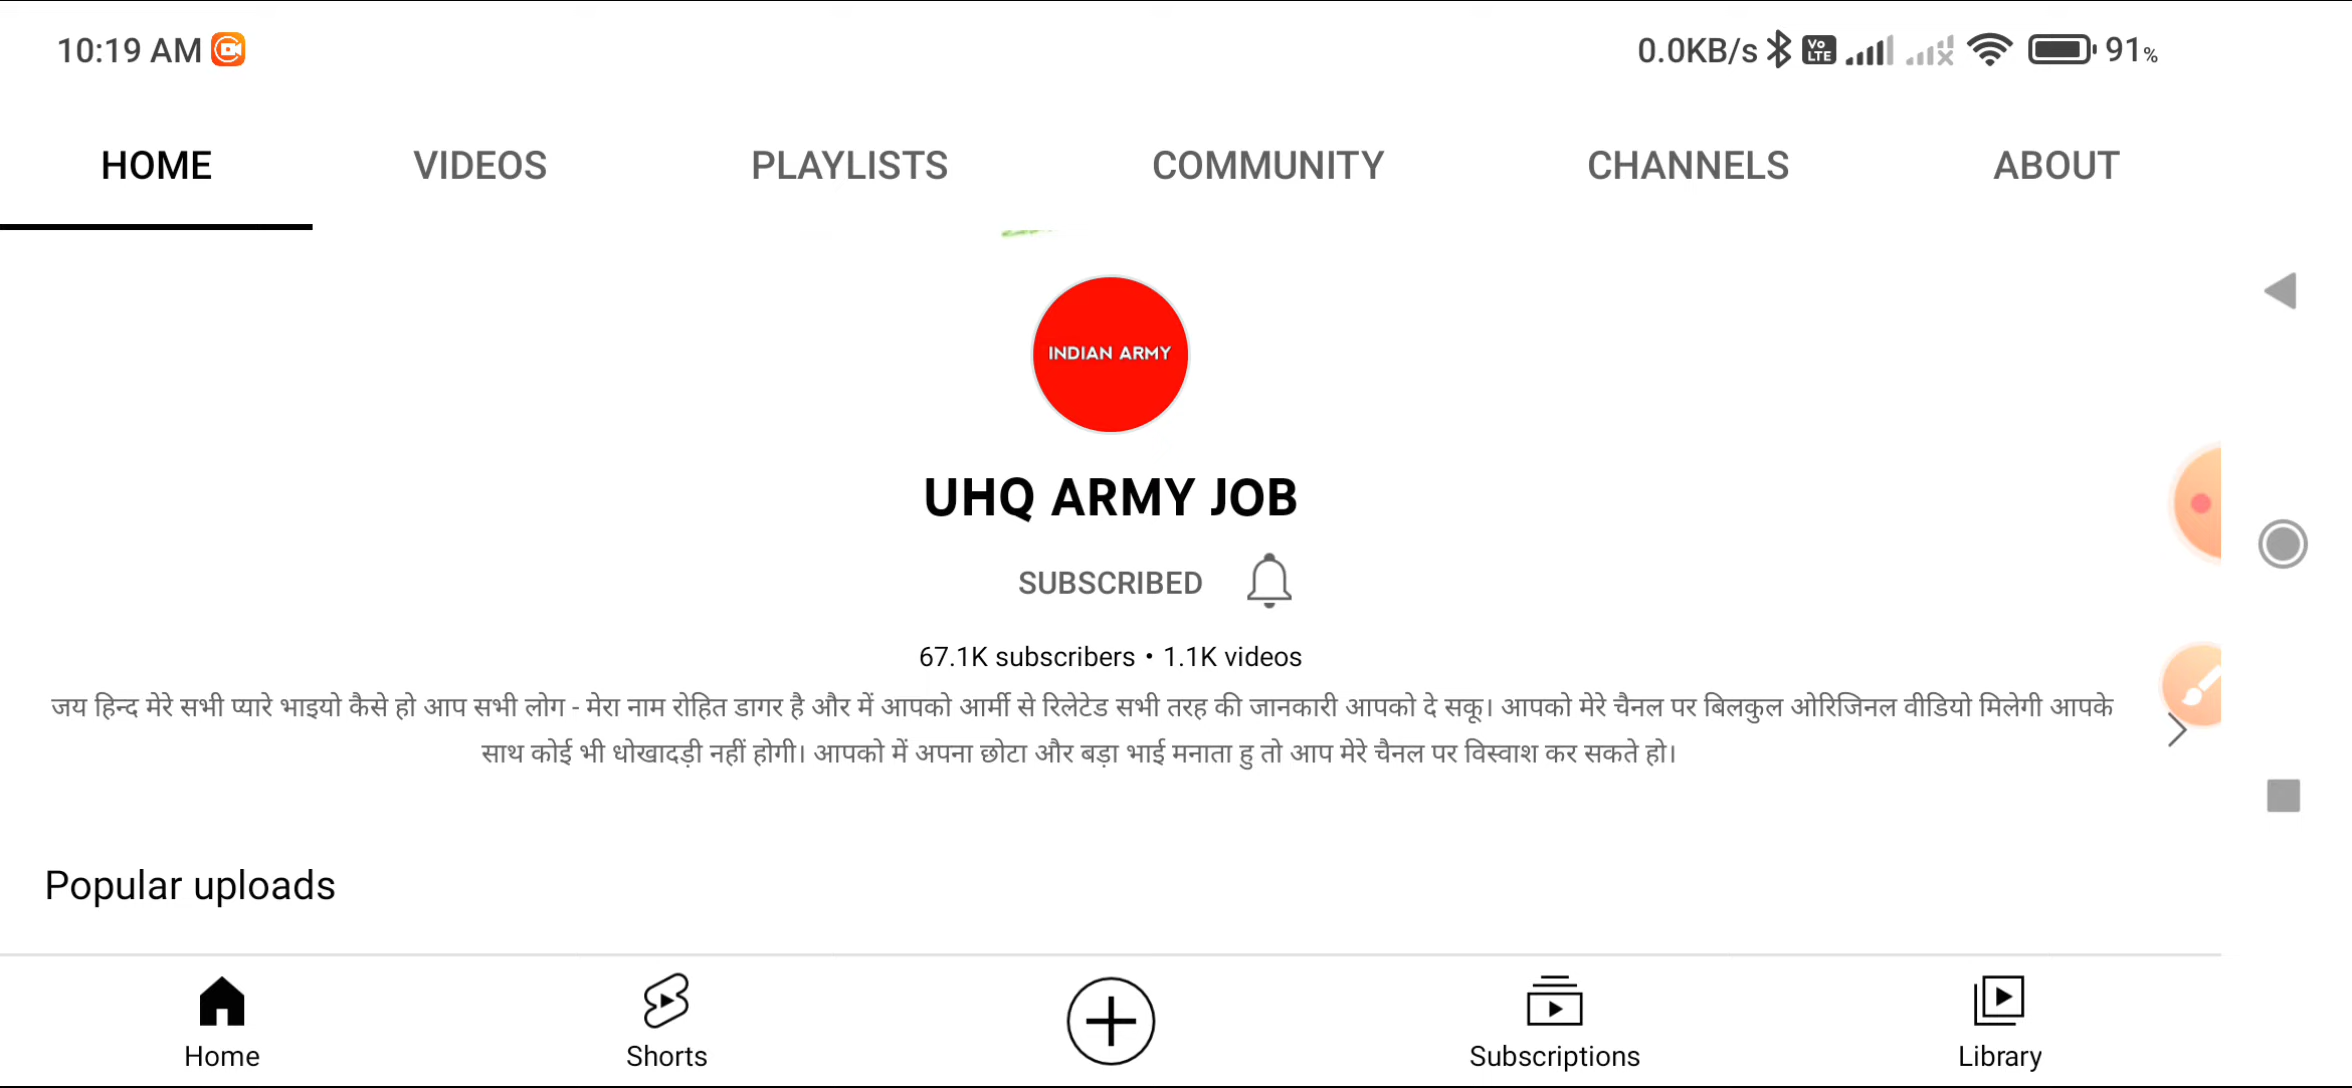 10:19 AM 0.0KB/s Vo LTE 91%
HOME VIDEOS PLAYLISTS COMMUNITY CHANNELS ABOUT
INDIAN ARMY
UHQ ARMY JOB
SUBSCRIBED
67.1K subscribers • 1.1K videos
जय हिन्द मेरे सभी प्यारे भाइयो कैसे हो आप सभी लोग - मेरा नाम रोहित डागर है और में आपको आर्मी से रिलेटेड सभी तरह की जानकारी आपको दे सकू। आपको मेरे चैनल पर बिलकुल ओरिजिनल वीडियो मिलेगी आपके
साथ कोई भी धोखादड़ी नहीं होगी। आपको में अपना छोटा और बड़ा भाई मनाता हु तो आप मेरे चैनल पर विस्वाश कर सकते हो।
Popular uploads
Home Shorts Subscriptions Library